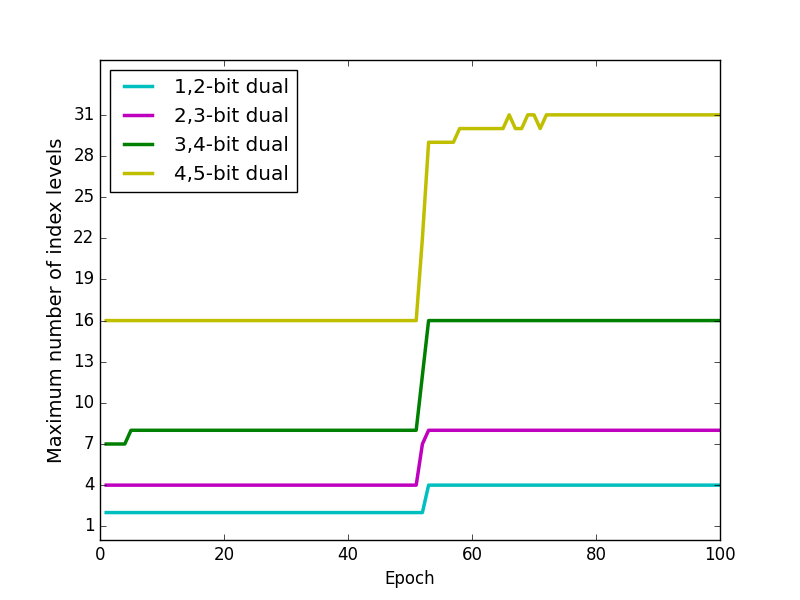 1,2-bit dual
2,3-bit dual
3,4-bit dual
4,5-bit dual
Maximum number of index levels
31
28
25
22
19
16
13
10
7
4
1
0 20 40 60 80 100
Epoch